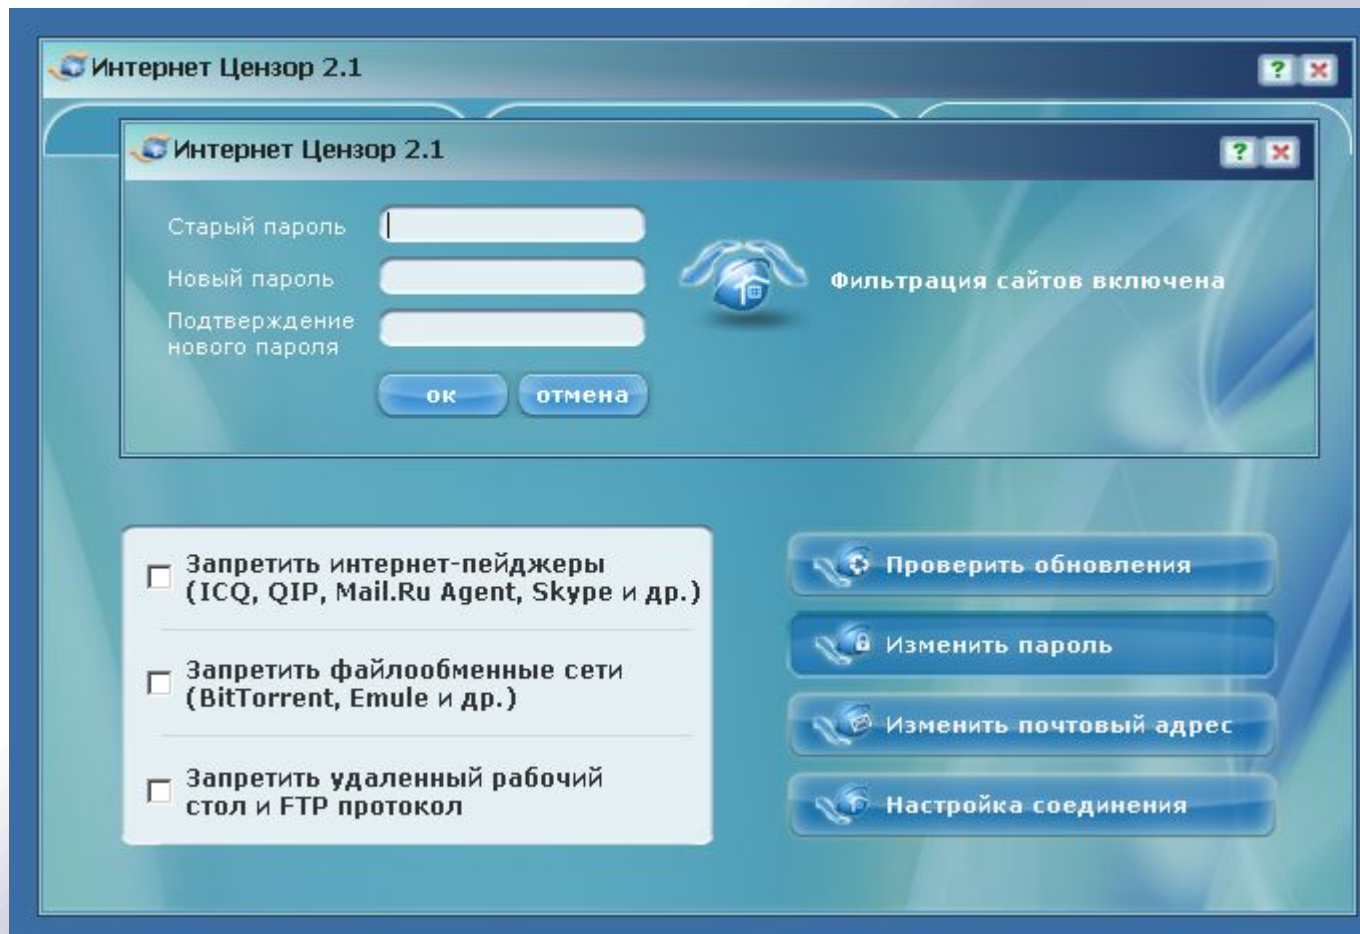 Интернет Цензор 2.1
Интернет Цензор 2.1
Старый пароль
Новый пароль
Подтверждение
нового пароля
ок отмена
Фильтрация сайтов включена
Запретить интернет-пейджеры
(ICQ, QIP, Mail.Ru Agent, Skype и др.)
Запретить файлообменные сети
(BitTorrent, Emule и др.)
Запретить удаленный рабочий
стол и FTP протокол
Проверить обновления
Изменить пароль
Изменить почтовый адрес
Настройка соединения